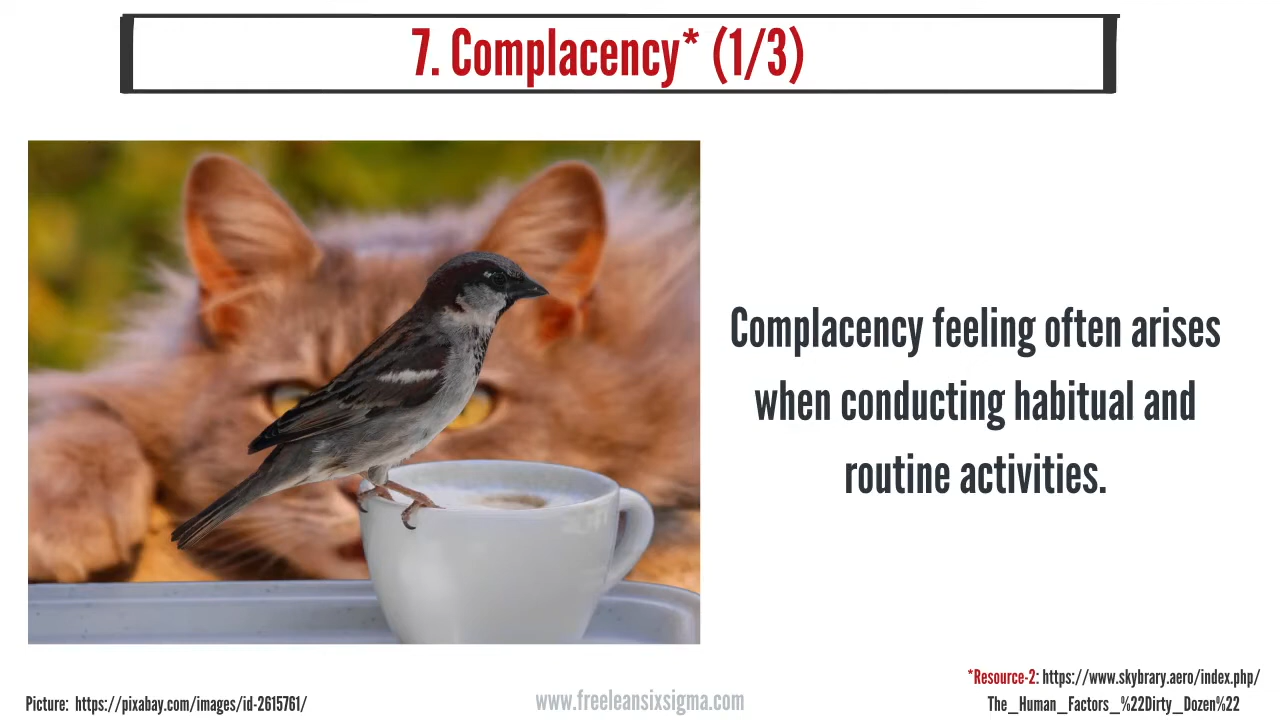 7. Complacency* (1/3)
Complacency feeling often arises
when conducting habitual and
routine activities.
*Resource-2: https://www.skybrary.aero/index.php/
The_Human_Factors_%22Dirty_Dozen%22
Picture: https://pixabay.com/images/id-2615761/
www.freeleansixsigma.com